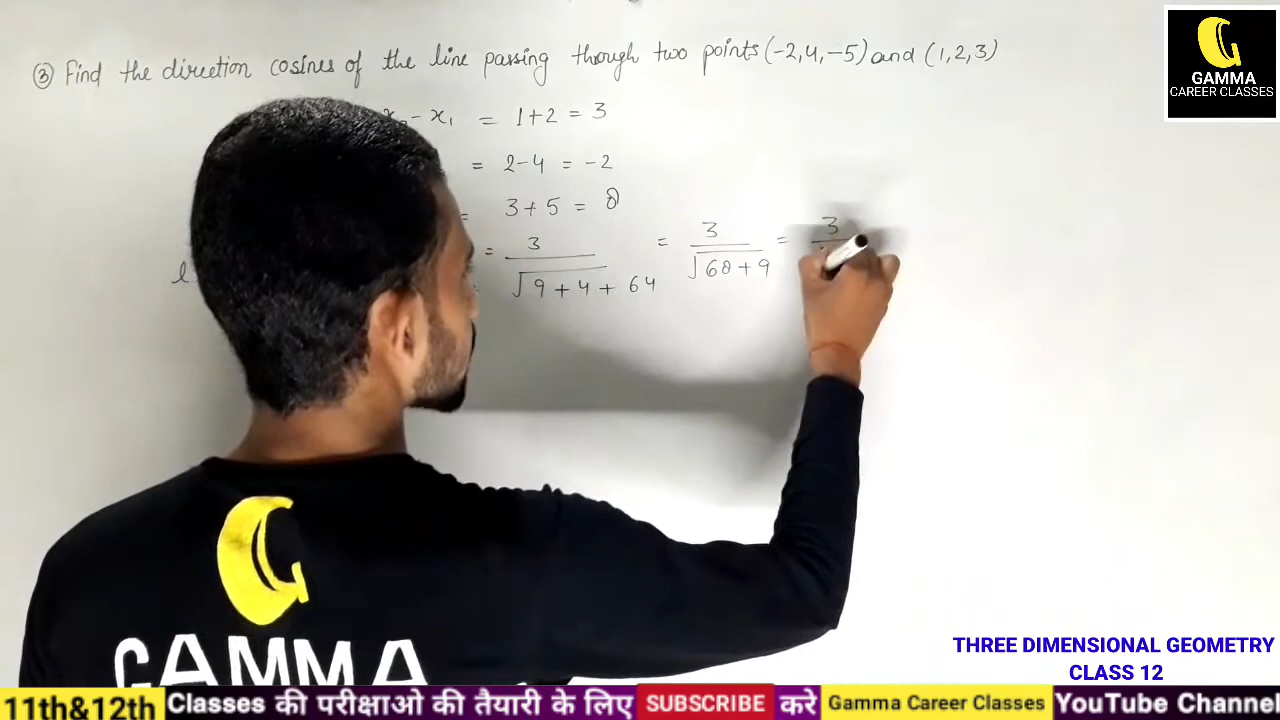 ③ Find the direction cosines of the line passing through two points (-2,4,-5) and (1,2,3)
GAMMA
CAREER CLASSES
- x₁ = 1+2 = 3
= 2-4 = -2
= 3+5 = 8
l = 3/√9+4+64 = 3/√68+9 = 3
GAMMA
THREE DIMENSIONAL GEOMETRY
CLASS 12
11th&12th Classes की परीक्षाओ की तैयारी के लिए SUBSCRIBE करे Gamma Career Classes YouTube Channel